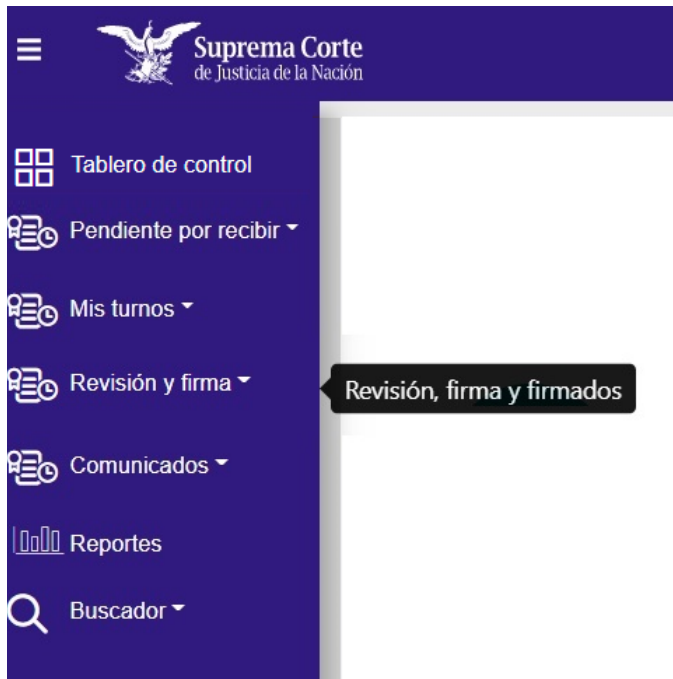 Suprema Corte
de Justicia de la Nación
Tablero de control
Pendiente por recibir
Mis turnos
Revisión y firma
Revisión, firma y firmados
Comunicados
Reportes
Buscador